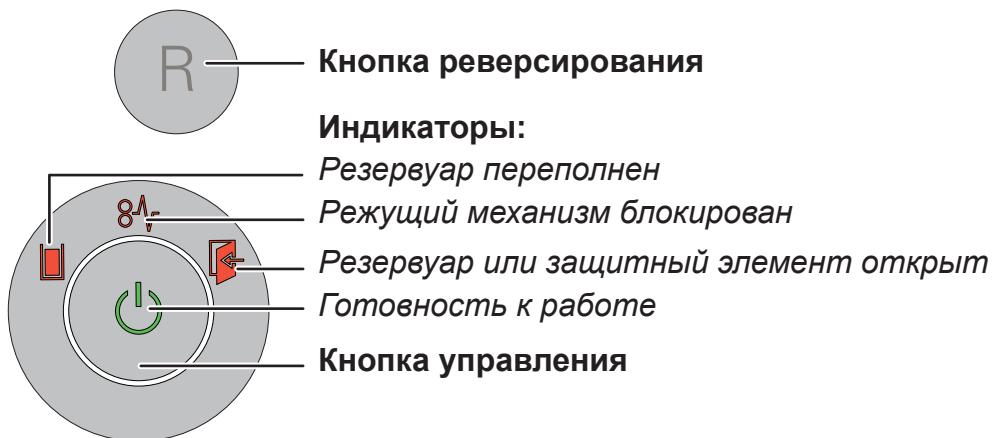 R
Кнопка реверсирования
Индикаторы:
Резервуар переполнен
Режущий механизм блокирован
Резервуар или защитный элемент открыт
Готовность к работе
Кнопка управления